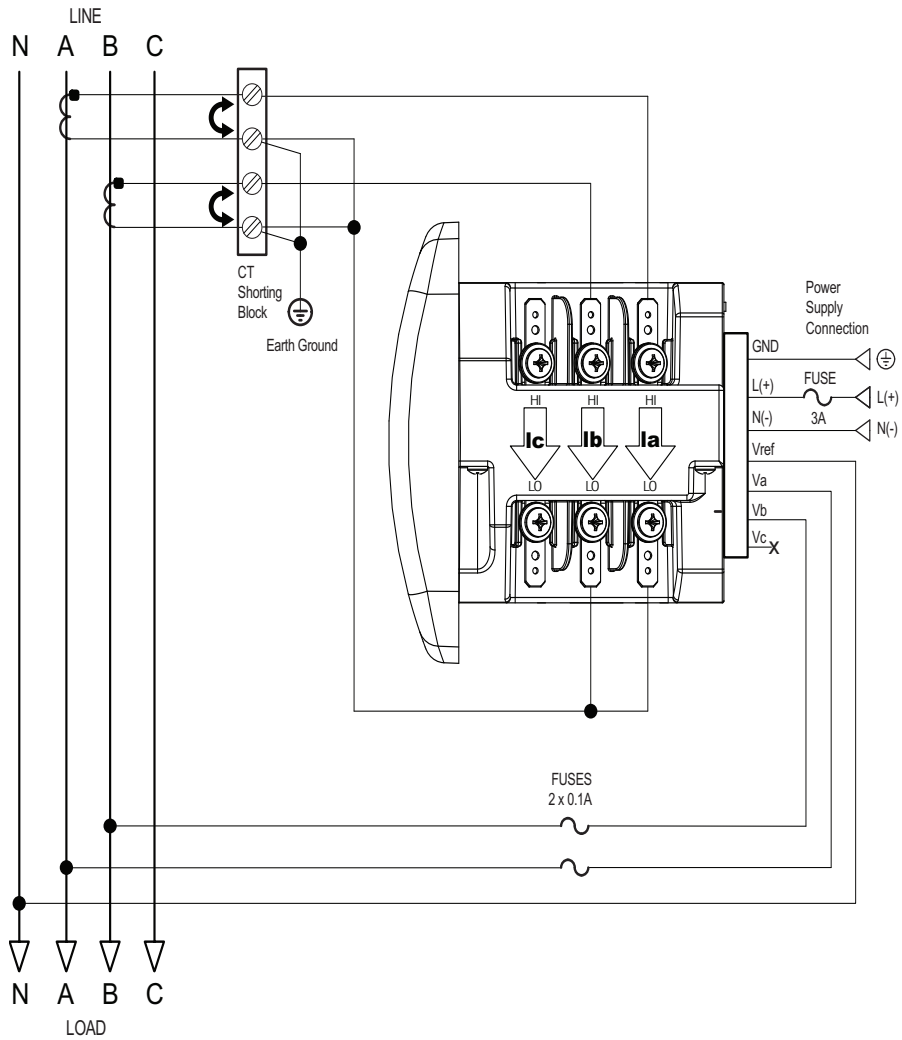 LINE
N A B C
CT
Shorting
Block
Earth Ground
Power
Supply
Connection
GND
L(+)
FUSE
L(+)
3A
N(-)
N(-)
Vref
Va
Vb
Vc
X
HI HI HI
Ic Ib Ia
LO LO LO
FUSES
2 x 0.1A
N A B C
LOAD